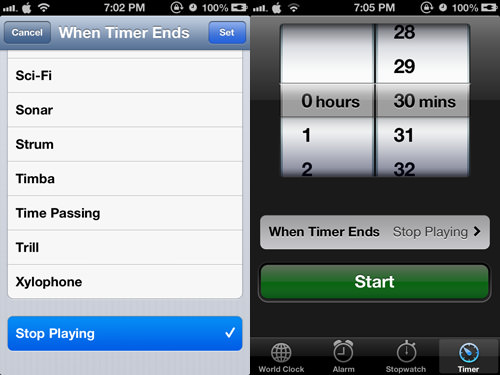 7:02 PM 100%
Cancel When Timer Ends Set
Sci-Fi
Sonar
Strum
Timba
Time Passing
Trill
Xylophone
Stop Playing
7:05 PM 100%
28
29
0 hours 30 mins
1 31
2 32
When Timer Ends Stop Playing
Start
World Clock Alarm Stopwatch Timer